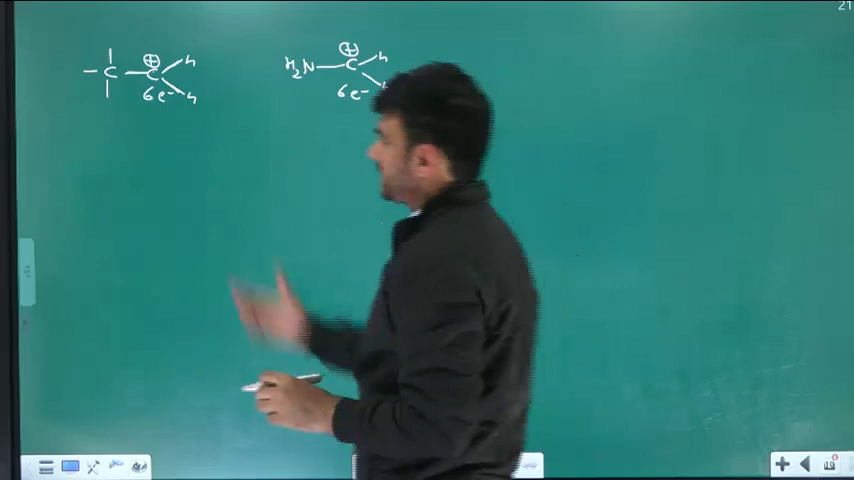 21
- C - C⊕ H
6e⁻ H
H₂N - C⊕ H
6e⁻